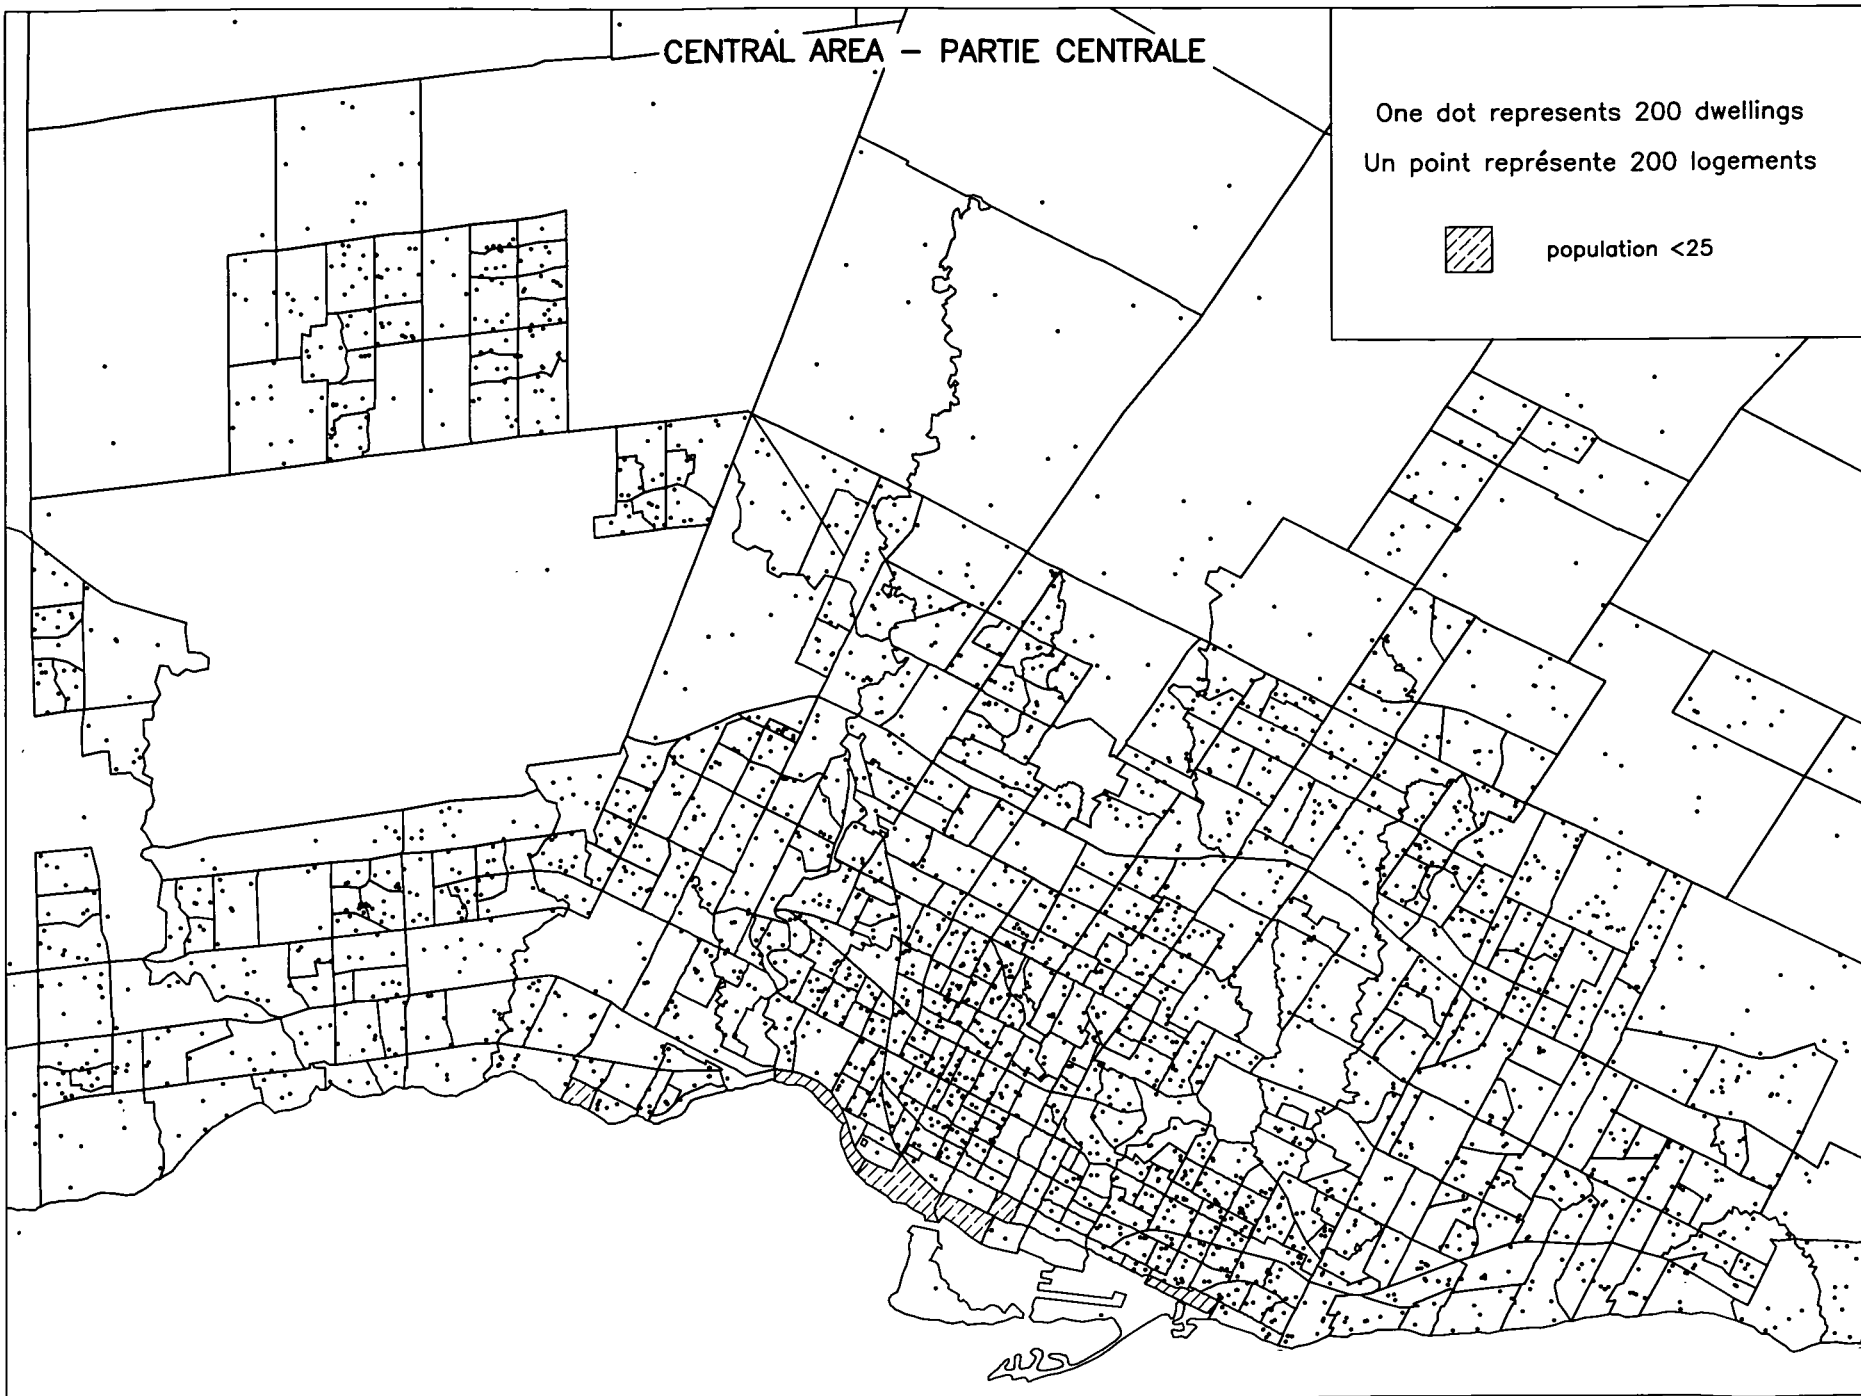 CENTRAL AREA – PARTIE CENTRALE
One dot represents 200 dwellings
Un point représente 200 logements
population <25